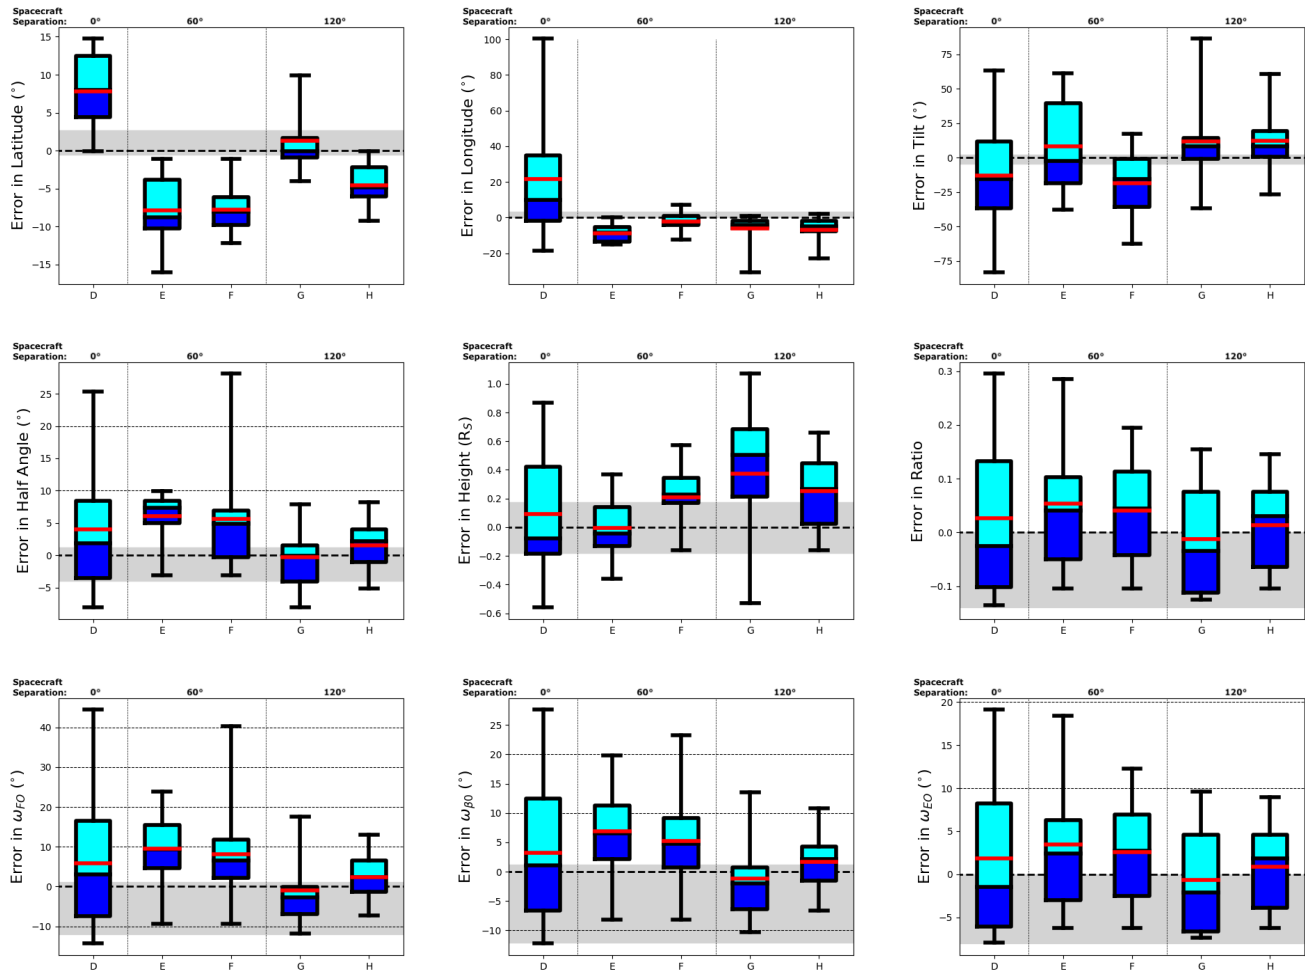 Spacecraft
Separation: 0° 60° 120°
Error in Latitude (°)
15
10
5
0
−5
−10
−15
D E F G H
Spacecraft
Separation: 0° 60° 120°
Error in Longitude (°)
100
80
60
40
20
0
−20
D E F G H
Spacecraft
Separation: 0° 60° 120°
Error in Tilt (°)
75
50
25
0
−25
−50
−75
D E F G H
Spacecraft
Separation: 0° 60° 120°
Error in Half Angle (°)
25
20
15
10
5
0
−5
D E F G H
Spacecraft
Separation: 0° 60° 120°
Error in Height (R_S)
1.0
0.8
0.6
0.4
0.2
0.0
−0.2
−0.4
−0.6
D E F G H
Spacecraft
Separation: 0° 60° 120°
Error in Ratio
0.3
0.2
0.1
0.0
−0.1
D E F G H
Spacecraft
Separation: 0° 60° 120°
Error in ω_FO (°)
40
30
20
10
0
−10
D E F G H
Spacecraft
Separation: 0° 60° 120°
Error in ω_β0 (°)
25
20
15
10
5
0
−5
−10
D E F G H
Spacecraft
Separation: 0° 60° 120°
Error in ω_EO (°)
20
15
10
5
0
−5
D E F G H